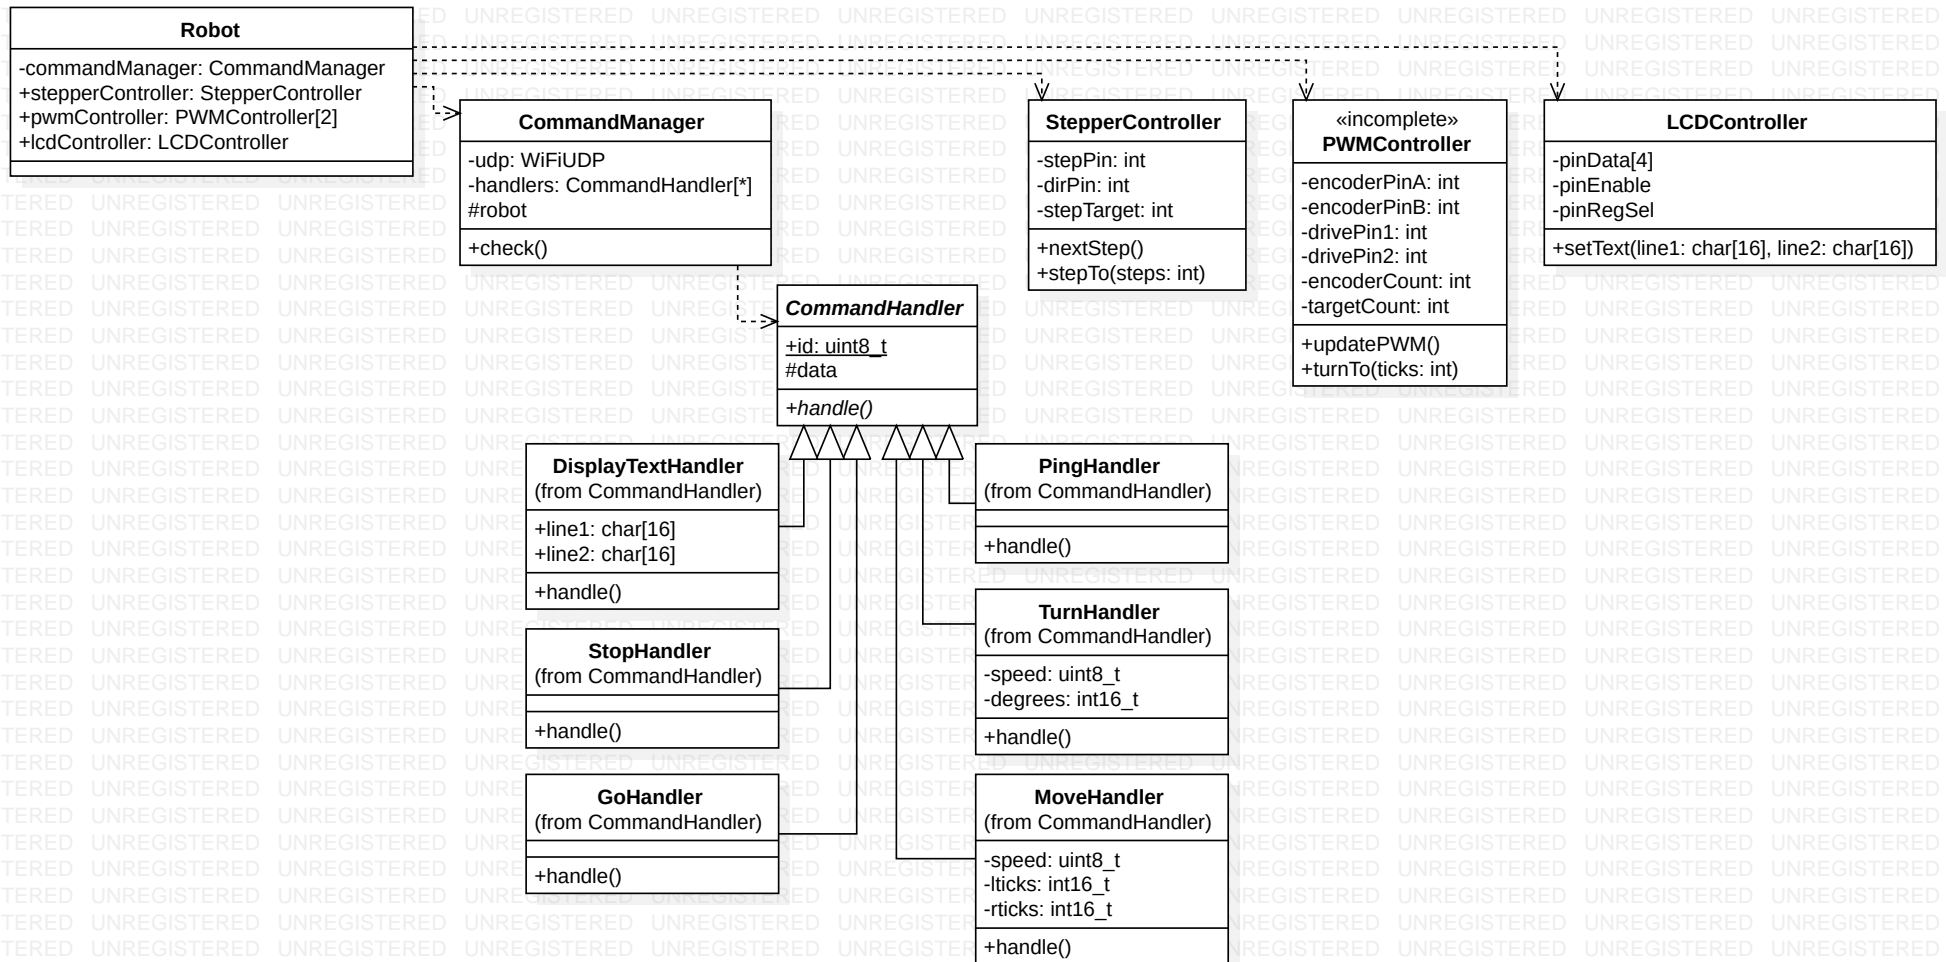 Robot
-commandManager: CommandManager
+stepperController: StepperController
+pwmController: PWMController[2]
+lcdController: LCDController
CommandManager
-udp: WiFiUDP
-handlers: CommandHandler[*]
#robot
+check()
StepperController
-stepPin: int
-dirPin: int
-stepTarget: int
+nextStep()
+stepTo(steps: int)
«incomplete»
PWMController
-encoderPinA: int
-encoderPinB: int
-drivePin1: int
-drivePin2: int
-encoderCount: int
-targetCount: int
+updatePWM()
+turnTo(ticks: int)
LCDController
-pinData[4]
-pinEnable
-pinRegSel
+setText(line1: char[16], line2: char[16])
CommandHandler
+id: uint8_t
#data
+handle()
DisplayTextHandler
(from CommandHandler)
+line1: char[16]
+line2: char[16]
+handle()
StopHandler
(from CommandHandler)
+handle()
GoHandler
(from CommandHandler)
+handle()
PingHandler
(from CommandHandler)
+handle()
TurnHandler
(from CommandHandler)
-speed: uint8_t
-degrees: int16_t
+handle()
MoveHandler
(from CommandHandler)
-speed: uint8_t
-lticks: int16_t
-rticks: int16_t
+handle()
UNREGISTERED